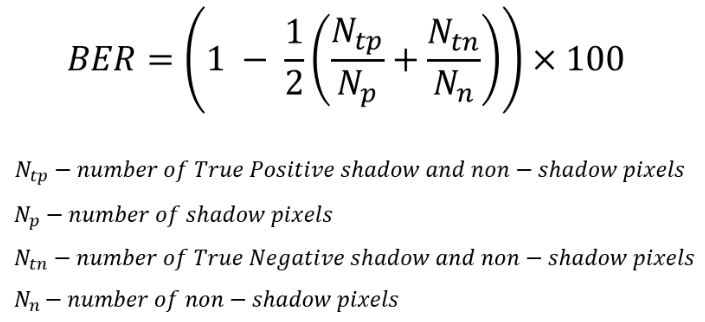 BER = (1 − 1/2 (N_tp/N_p + N_tn/N_n)) × 100
N_tp − number of True Positive shadow and non − shadow pixels
N_p − number of shadow pixels
N_tn − number of True Negative shadow and non − shadow pixels
N_n − number of non − shadow pixels